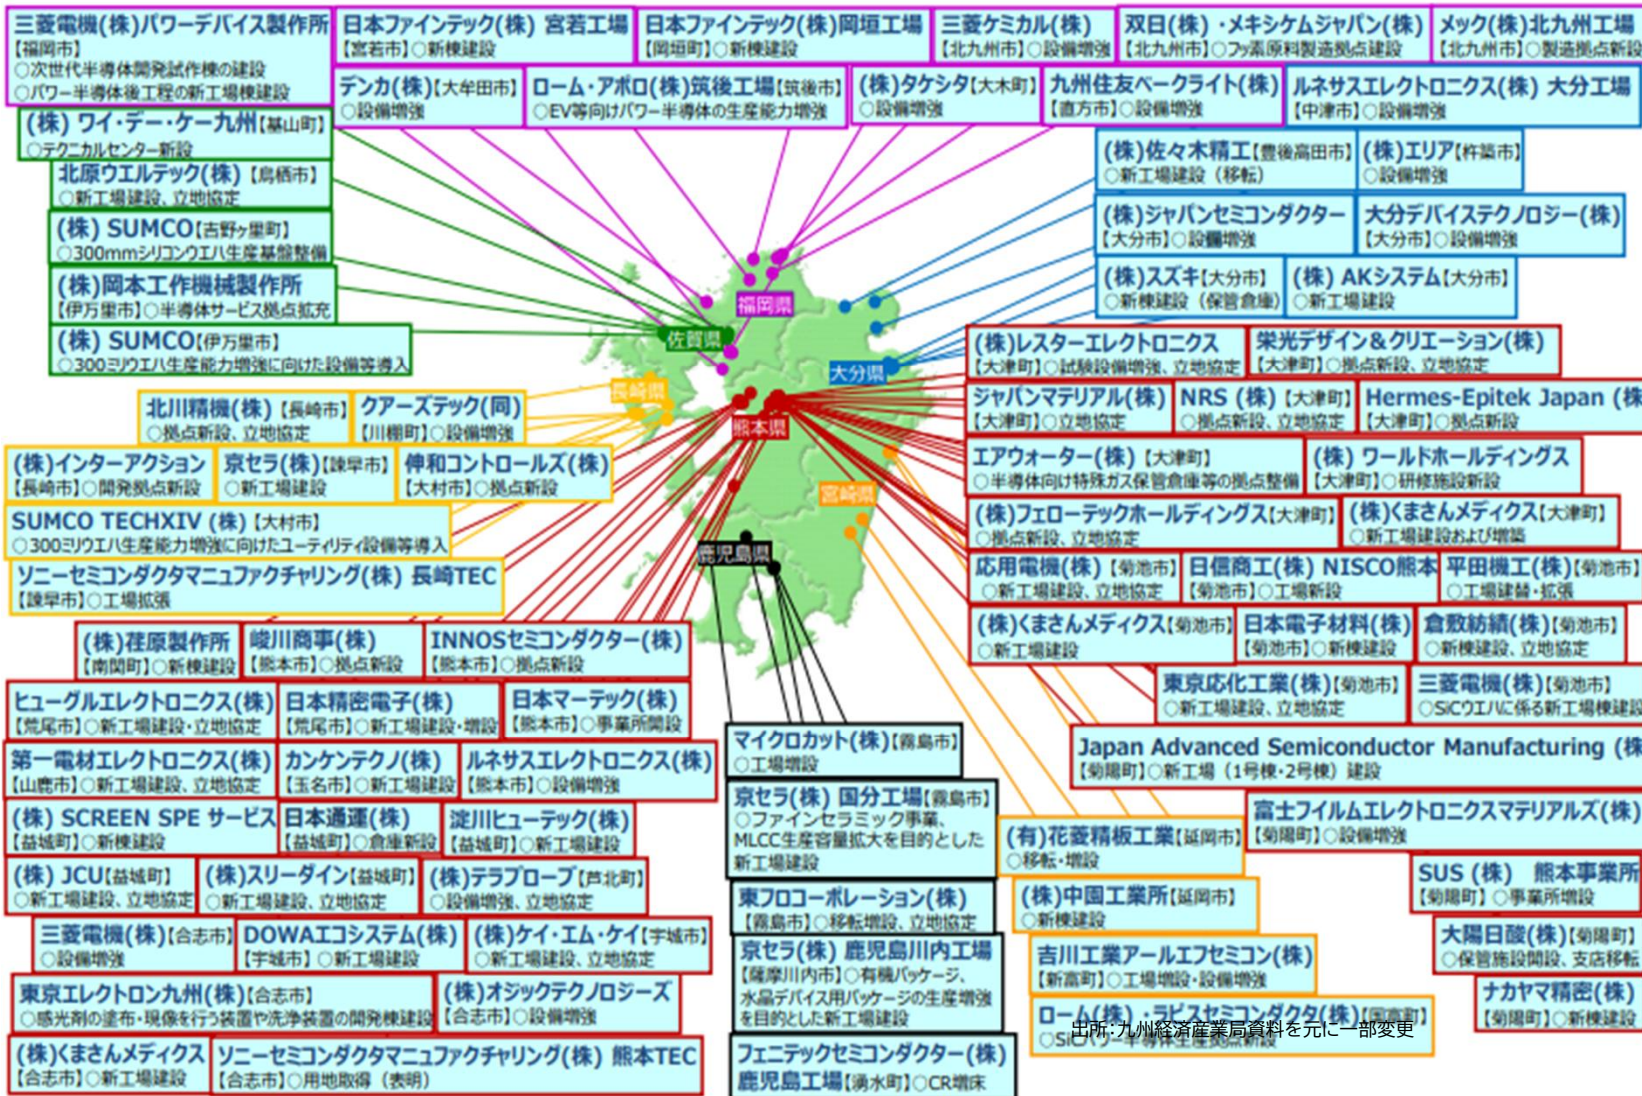 三菱電機(株)パワーデバイス製作所
【福岡市】
○次世代半導体開発試作棟の建設
○パワー半導体後工程の新工場棟建設
日本ファインテック(株) 宮若工場
【宮若市】○新棟建設
日本ファインテック(株)岡垣工場
【岡垣町】○新棟建設
三菱ケミカル(株)
【北九州市】○設備増強
双日(株) ・メキシケムジャパン(株)
【北九州市】○フッ素原料製造拠点建設
メック(株)北九州工場
【北九州市】○製造拠点新設
デンカ(株)【大牟田市】
○設備増強
ローム・アポロ(株)筑後工場【筑後市】
○EV等向けパワー半導体の生産能力増強
(株)タケシタ【大木町】
○設備増強
九州住友ベークライト(株)
【直方市】○設備増強
ルネサスエレクトロニクス(株) 大分工場
【中津市】○設備増強
(株) ワイ・デー・ケー九州【基山町】
○テクニカルセンター新設
北原ウエルテック(株) 【鳥栖市】
○新工場建設、立地協定
(株) SUMCO【吉野ヶ里町】
○300mmシリコンウエハ生産基盤整備
(株)岡本工作機械製作所
【伊万里市】○半導体サービス拠点拡充
(株) SUMCO【伊万里市】
○300ミリウエハ生産能力増強に向けた設備等導入
(株)佐々木精工【豊後高田市】
○新工場建設（移転）
(株)エリア【杵築市】
○設備増強
(株)ジャパンセミコンダクター
【大分市】○設備増強
大分デバイステクノロジー(株)
【大分市】○設備増強
(株)スズキ【大分市】
○新棟建設（保管倉庫）
(株) AKシステム【大分市】
○新工場建設
福岡県
佐賀県
長崎県
大分県
熊本県
宮崎県
鹿児島県
北川精機(株) 【長崎市】
○拠点新設、立地協定
クアーズテック(同)
【川棚町】○設備増強
(株)インターアクション
【長崎市】○開発拠点新設
京セラ(株)【諫早市】
○新工場建設
伸和コントロールズ(株)
【大村市】○拠点新設
SUMCO TECHXIV (株) 【大村市】
○300ミリウエハ生産能力増強に向けたユーティリティ設備等導入
ソニーセミコンダクタマニュファクチャリング(株) 長崎TEC
【諫早市】○工場拡張
(株)レスターエレクトロニクス
【大津町】○試験設備増強、立地協定
栄光デザイン＆クリエーション(株)
【大津町】○拠点新設、立地協定
ジャパンマテリアル(株)
【大津町】○立地協定
NRS (株) 【大津町】
○拠点新設、立地協定
Hermes-Epitek Japan (株
【大津町】○拠点新設
エアウォーター(株) 【大津町】
○半導体向け特殊ガス保管倉庫等の拠点整備
(株) ワールドホールディングス
【大津町】○研修施設新設
(株)フェローテックホールディングス【大津町】
○拠点新設、立地協定
(株)くまさんメディクス【大津町】
○新工場建設および増築
応用電機(株) 【菊池市】
○新工場建設、立地協定
日信商工(株) NISCO熊本
【菊池市】○工場新設
平田機工(株)【菊池市】
○工場建替・拡張
(株)くまさんメディクス【菊池市】
○新工場建設
日本電子材料(株)
【菊池市】○新棟建設
倉敷紡績(株)【菊池市】
○新棟建設、立地協定
東京応化工業(株)【菊池市】
○新工場建設、立地協定
三菱電機(株)【菊池市】
○SiCウエハに係る新工場棟建設
Japan Advanced Semiconductor Manufacturing (株
【菊陽町】○新工場（1号棟・2号棟）建設
富士フイルムエレクトロニクスマテリアルズ(株)
【菊陽町】○設備増強
SUS (株) 熊本事業所
【菊陽町】○事業所増設
大陽日酸(株)【菊陽町】
○保管施設開設、支店移転
ナカヤマ精密(株)
【菊陽町】○新棟建設
(株)荏原製作所
【南関町】○新棟建設
峻川商事(株)
【熊本市】○拠点新設
INNOSセミコンダクター(株)
【熊本市】○拠点新設
ヒューグルエレクトロニクス(株)
【荒尾市】○新工場建設・立地協定
日本精密電子(株)
【荒尾市】○新工場建設・増設
日本マーテック(株)
【熊本市】○事業所開設
第一電材エレクトロニクス(株)
【山鹿市】○新工場建設、立地協定
カンケンテクノ(株)
【玉名市】○新工場建設
ルネサスエレクトロニクス(株)
【熊本市】○設備増強
(株) SCREEN SPE サービス
【益城町】○新棟建設
日本通運(株)
【益城町】○倉庫新設
淀川ヒューテック(株)
【益城町】○新工場建設
(株) JCU【益城町】
○新工場建設、立地協定
(株)スリーダイン【益城町】
○新工場建設、立地協定
(株)テラプローブ【芦北町】
○設備増強、立地協定
三菱電機(株)【合志市】
○設備増強
DOWAエコシステム(株)
【宇城市】○新工場建設
(株)ケイ・エム・ケイ【宇城市】
○新工場建設、立地協定
東京エレクトロン九州(株)【合志市】
○感光剤の塗布・現像を行う装置や洗浄装置の開発棟建設
(株)オジックテクノロジーズ
【合志市】○設備増強
(株)くまさんメディクス
【合志市】○新工場建設
ソニーセミコンダクタマニュファクチャリング(株) 熊本TEC
【合志市】○用地取得（表明）
マイクロカット(株)【霧島市】
○工場増設
京セラ(株) 国分工場【霧島市】
○ファインセラミック事業、
MLCC生産容量拡大を目的とした
新工場建設
東フロコーポレーション(株)
【霧島市】○移転増設、立地協定
京セラ(株) 鹿児島川内工場
【薩摩川内市】○有機パッケージ、
水晶デバイス用パッケージの生産増強
を目的とした新工場建設
フェニテックセミコンダクター(株)
鹿児島工場【湧水町】○CR増床
(有)花菱精板工業【延岡市】
○移転・増設
(株)中園工業所【延岡市】
○新棟建設
吉川工業アールエフセミコン(株)
【新富町】○工場増設・設備増強
ローム(株) ・ラピスセミコンダクタ(株)【国富町】
○SiCパワー半導体生産拠点新設
出所：九州経済産業局資料を元に一部変更